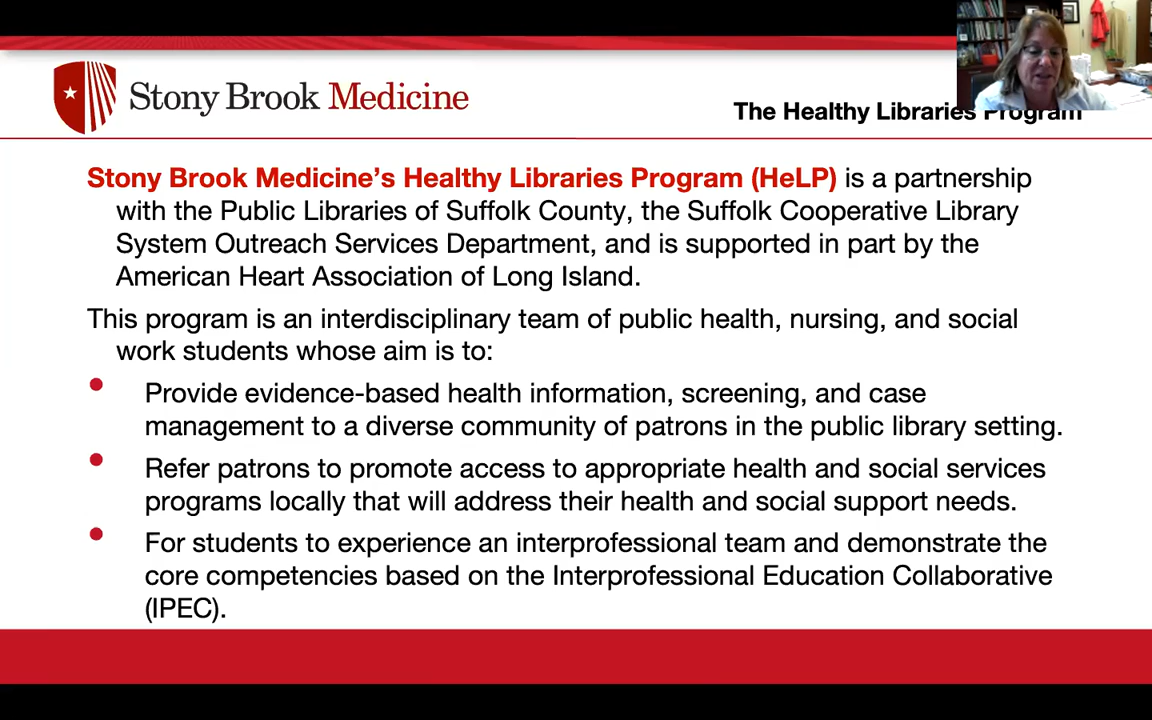 Stony Brook Medicine
The Healthy Libraries Program
Stony Brook Medicine’s Healthy Libraries Program (HeLP) is a partnership
with the Public Libraries of Suffolk County, the Suffolk Cooperative Library
System Outreach Services Department, and is supported in part by the
American Heart Association of Long Island.
This program is an interdisciplinary team of public health, nursing, and social
work students whose aim is to:
• Provide evidence-based health information, screening, and case
management to a diverse community of patrons in the public library setting.
• Refer patrons to promote access to appropriate health and social services
programs locally that will address their health and social support needs.
• For students to experience an interprofessional team and demonstrate the
core competencies based on the Interprofessional Education Collaborative
(IPEC).